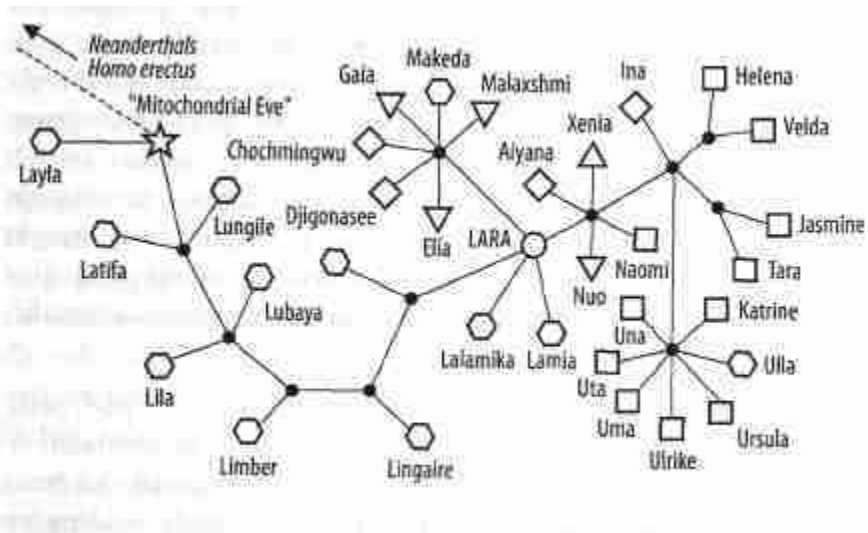 Neanderthals
Homo erectus
"Mitochondrial Eve"
Layla
Latifa
Lungile
Lubaya
Lila
Limber
Lingaire
Gaia
Makeda
Malaxshmi
Chochmingwu
Djigonasee
Elia
LARA
Lalamika
Lamia
Aiyana
Xenia
Ina
Helena
Velda
Jasmine
Tara
Naomi
Nuo
Una
Katrine
Uta
Ulla
Uma
Ulrike
Ursula